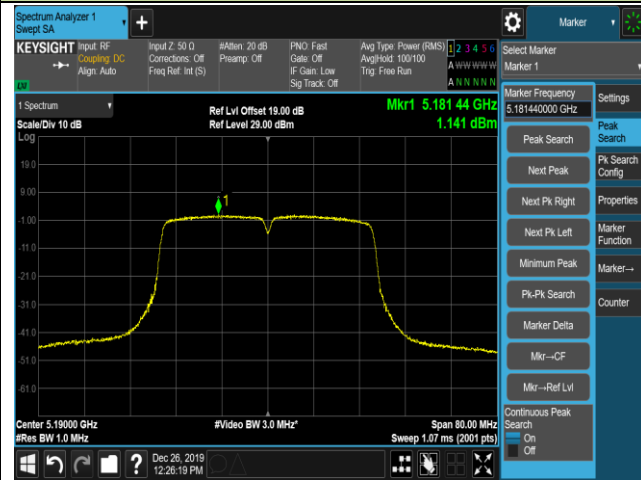 Spectrum Analyzer 1
Swept SA
Marker
KEYSIGHT
Input: RF
Coupling: DC
Align: Auto
Input Z: 50 Ω
Corrections: Off
Freq Ref: Int (S)
#Atten: 20 dB
Preamp: Off
PNO: Fast
Gate: Off
IF Gain: Low
Sig Track: Off
Avg Type: Power (RMS)
Avg|Hold: 100/100
Trig: Free Run
1 2 3 4 5 6
A W W W W W
A N N N N N
Select Marker
Marker 1
1 Spectrum
Scale/Div 10 dB
Log
Ref Lvl Offset 19.00 dB
Ref Level 29.00 dBm
Mkr1 5.181 44 GHz
1.141 dBm
19.0
9.00
-1.00
-11.0
-21.0
-31.0
-41.0
-51.0
-61.0
1
Center 5.19000 GHz
#Res BW 1.0 MHz
#Video BW 3.0 MHz*
Span 80.00 MHz
Sweep 1.07 ms (2001 pts)
Marker Frequency
5.181440000 GHz
Peak Search
Next Peak
Next Pk Right
Next Pk Left
Minimum Peak
Pk-Pk Search
Marker Delta
Mkr→CF
Mkr→Ref Lvl
Continuous Peak
Search
On
Off
Settings
Peak
Search
Pk Search
Config
Properties
Marker
Function
Marker→
Counter
Dec 26, 2019
12:26:19 PM